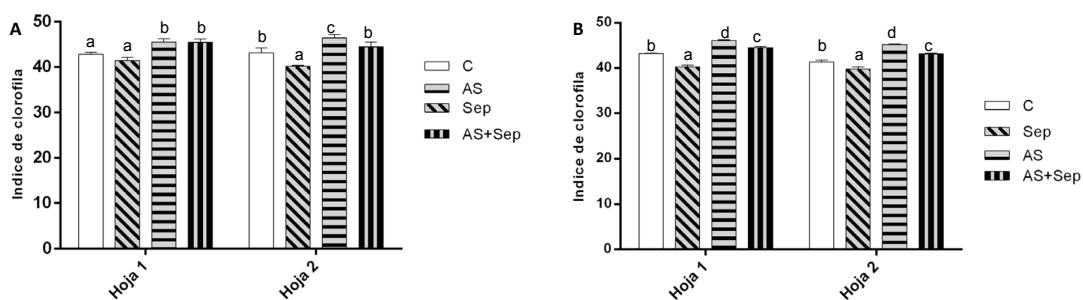 A
Indice de clorofila
50
40
30
20
10
0
a a b b
b a c b
Hoja 1
Hoja 2
C
AS
Sep
AS+Sep
B
Indice de clorofila
50
40
30
20
10
0
b a d c
b a d c
Hoja 1
Hoja 2
C
Sep
AS
AS+Sep